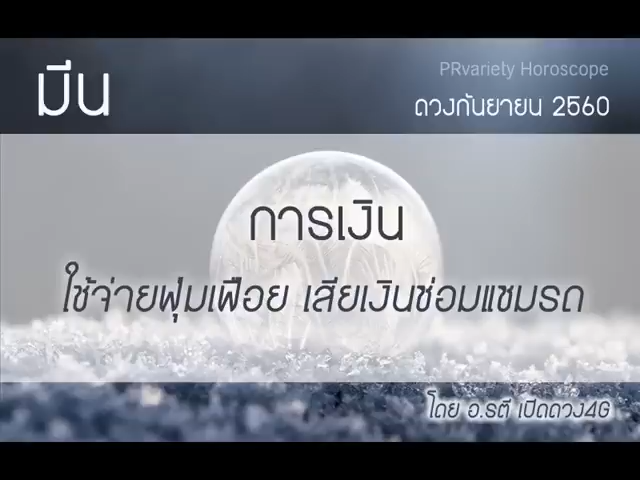 มีน
PRvariety Horoscope
ดวงกันยายน 2560
การเงิน
ใช้จ่ายฟุ่มเฟือย เสียเงินซ่อมแซมรถ
โดย อ.รตี เปิดดวง4G